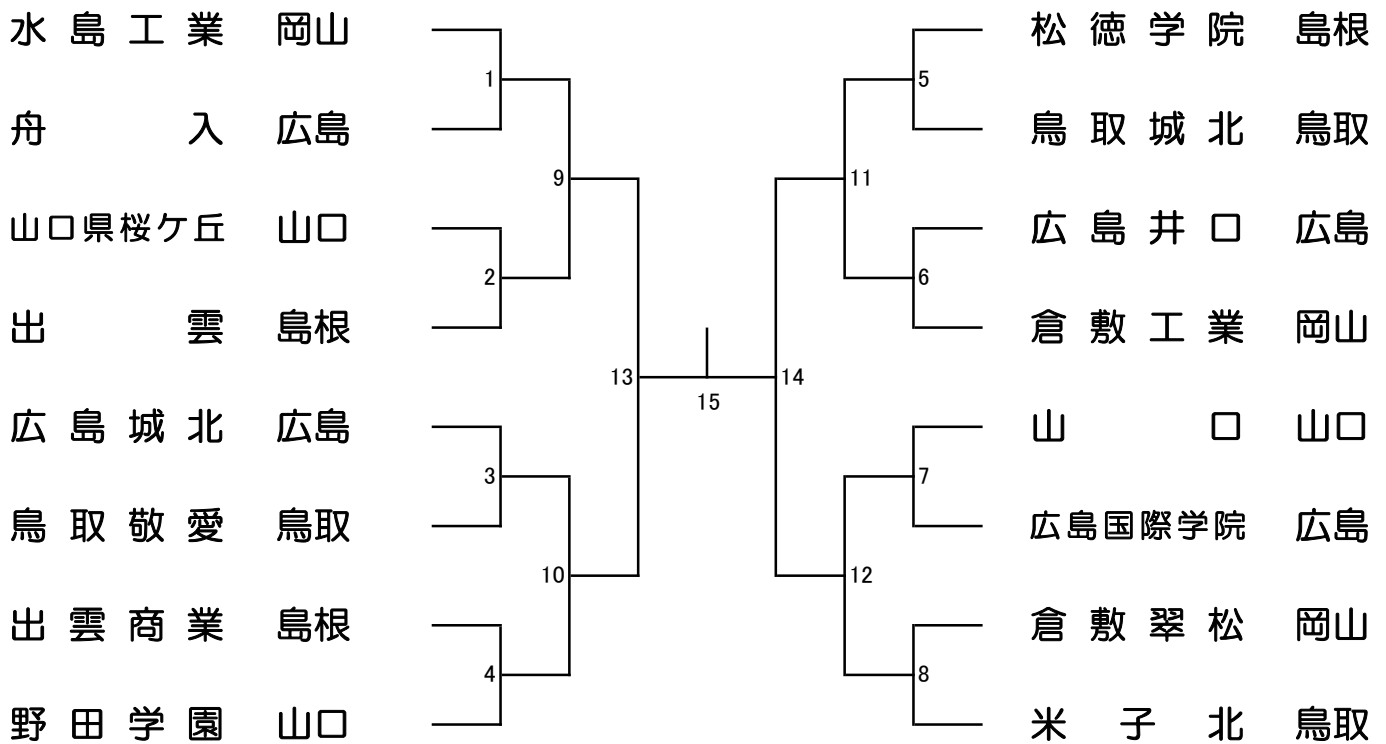 水島工業 岡山
1
舟入 広島
9
山口県桜ケ丘 山口
2
出雲 島根
13
広島城北 広島
3
鳥取敬愛 鳥取
10
出雲商業 島根
4
野田学園 山口
15
松徳学院 島根
5
鳥取城北 鳥取
11
広島井口 広島
6
倉敷工業 岡山
14
山口 山口
7
広島国際学院 広島
12
倉敷翠松 岡山
8
米子北 鳥取